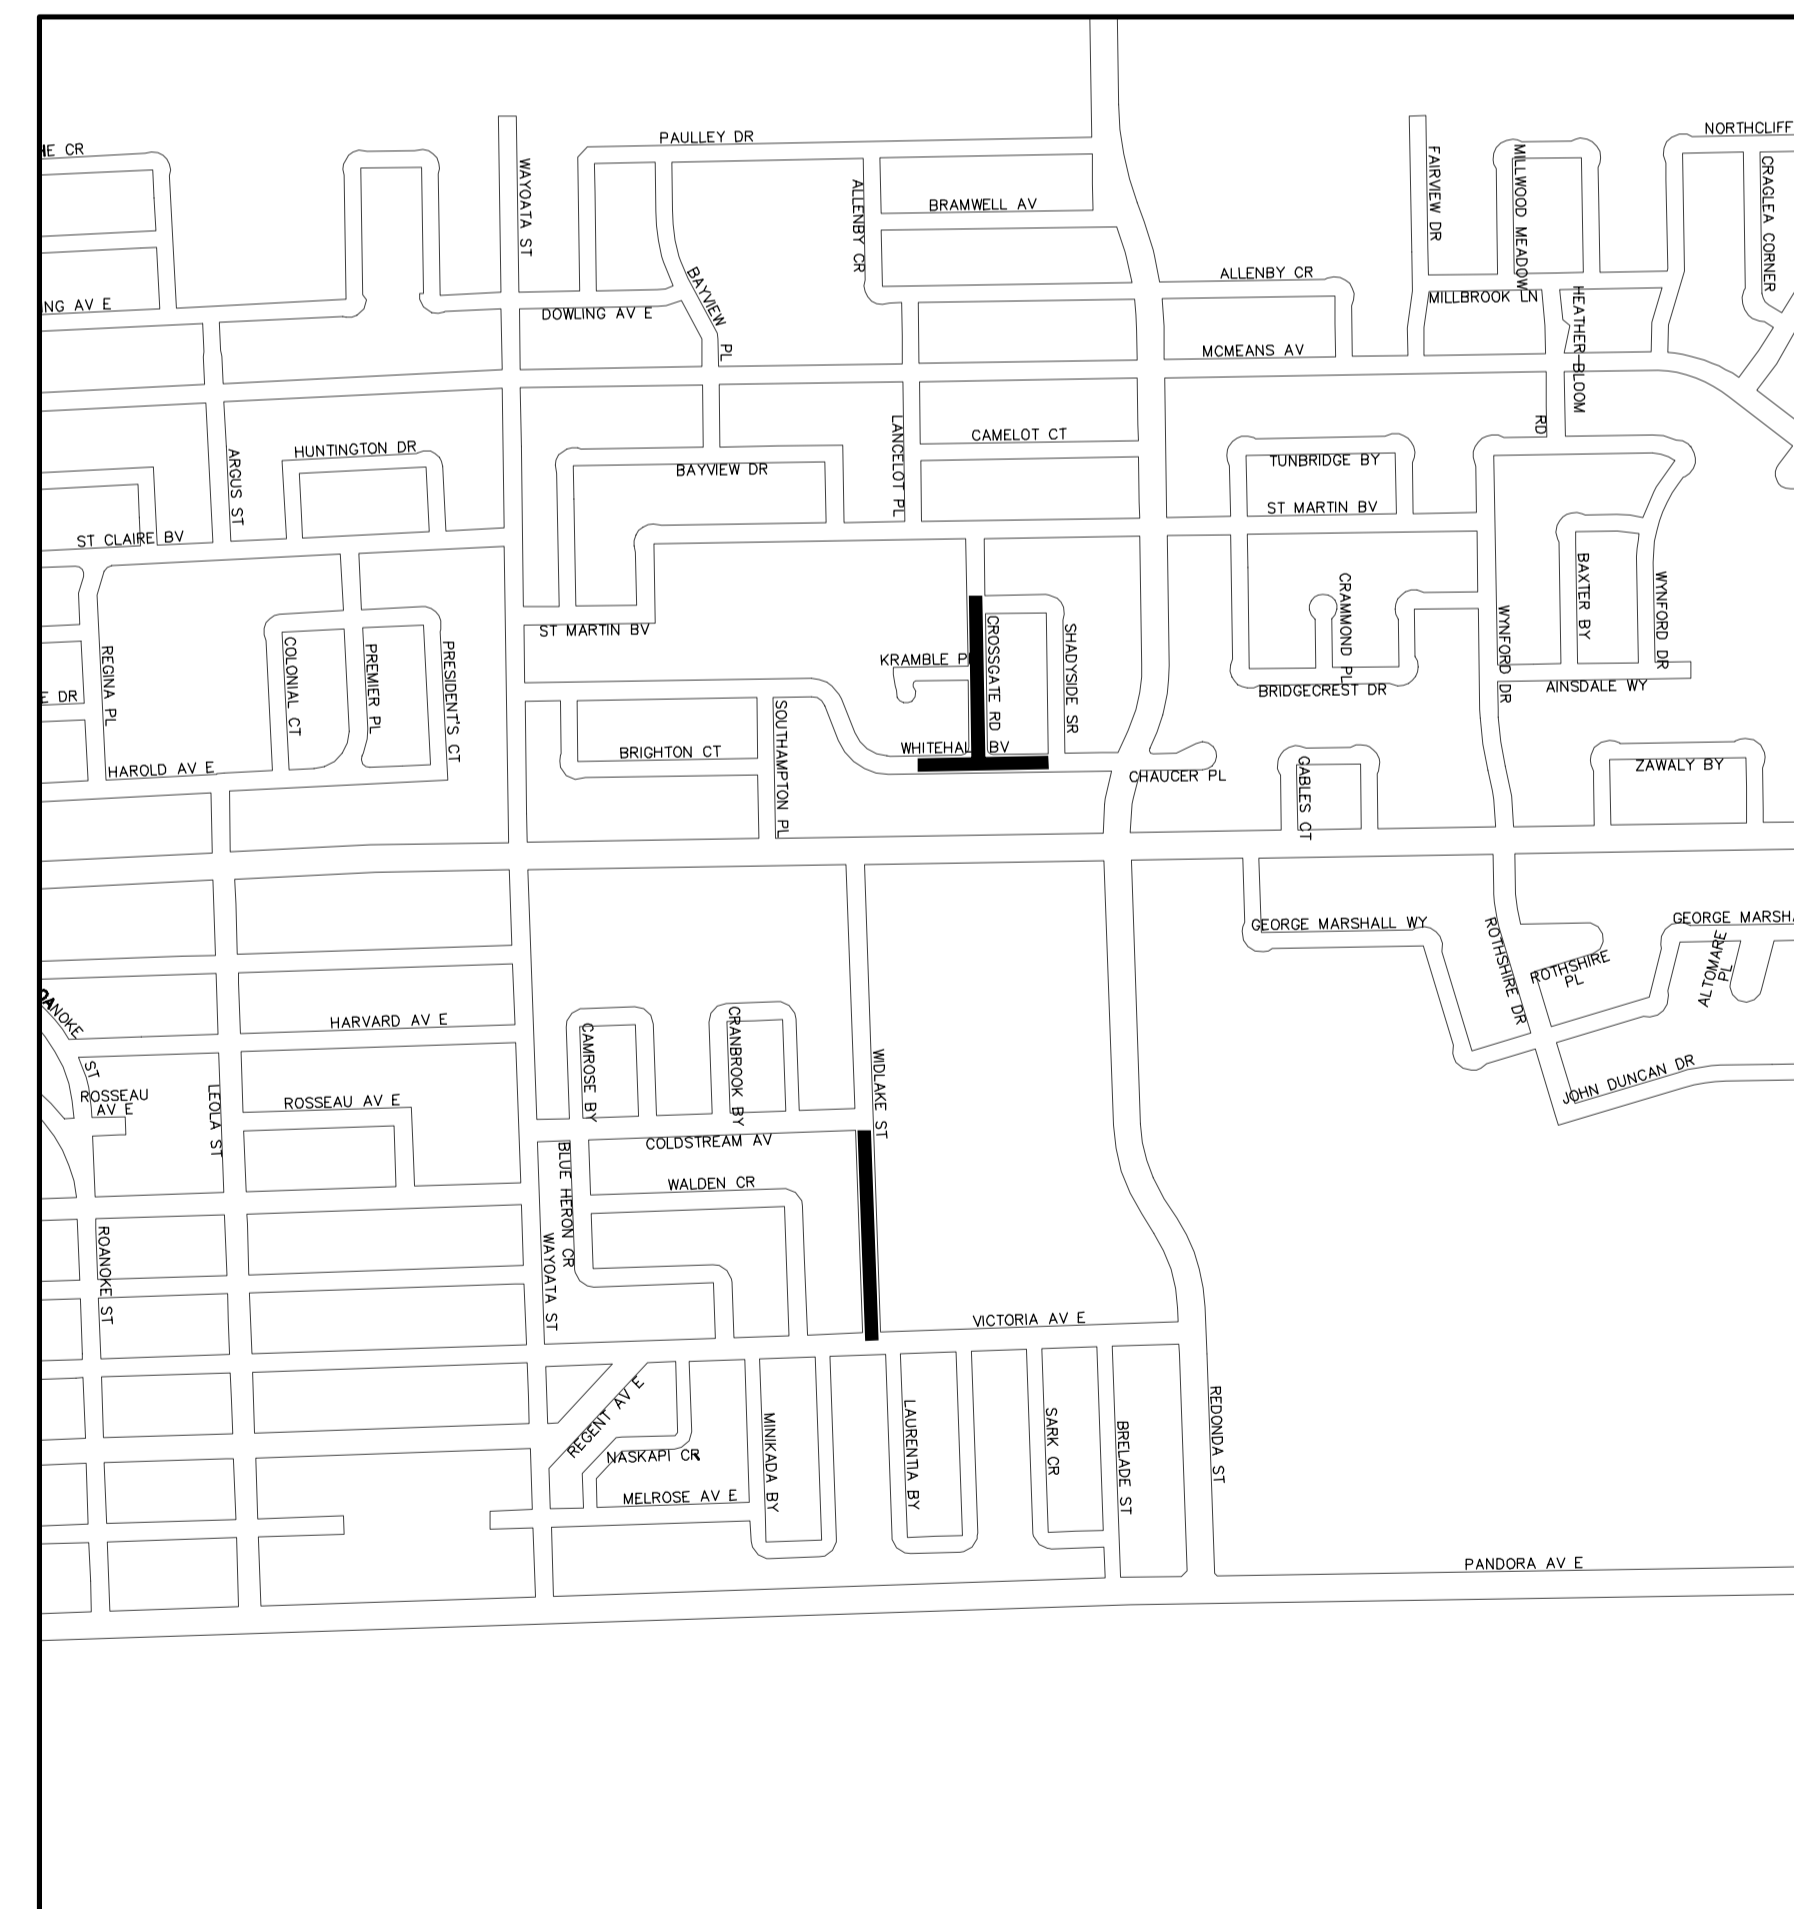 PAULLEY DR
NORTHCLIFF
HE CR
WAYOATA ST
ALLENBY CR
BRAMWELL AV
FAIRVIEW DR
MILLWOOD MEADOW
CRAGLEA CORNER
ALLENBY CR
BAYVIEW PL
MILLBROOK LN
ING AV E
DOWLING AV E
HEATHER BLOOM RD
MCMEANS AV
LANCELOT PL
CAMELOT CT
HUNTINGTON DR
ARGUS ST
BAYVIEW DR
TUNBRIDGE BY
ST MARTIN BV
ST CLAIRE BV
BAXTER BY
WYNFORD DR
CRAMMOND PL
WYNFORD DR
ST MARTIN BV
CROSSGATE RD
SHADYSIDE SR
COLONIAL CT
PREMIER PL
PRESIDENT'S CT
REGINA PL
KRAMBLE P
E DR
SOUTHAMPTON PL
BRIDGECREST DR
AINSDALE WY
BRIGHTON CT
WHITEHAL BV
HAROLD AV E
CHAUCER PL
GABLES CT
ZAWALY BY
GEORGE MARSHALL WY
GEORGE MARSHA
ROTHSHIRE DR
ROTHSHIRE
PL
ALTOMARE
PL
OANOKE
ST
HARVARD AV E
CAMROSE BY
CRANBROOK BY
WIDLAKE ST
JOHN DUNCAN DR
ROSSEAU
AV E
LEOLA ST
ROSSEAU AV E
COLDSTREAM AV
BLUE HERON CR
WALDEN CR
ROANOKE ST
WAYOATA ST
VICTORIA AV E
REGENT AV E
REDONDA ST
NASKAPI CR
MINIKADA BY
LAURENTIA BY
SARK CR
BRELADE ST
MELROSE AV E
PANDORA AV E